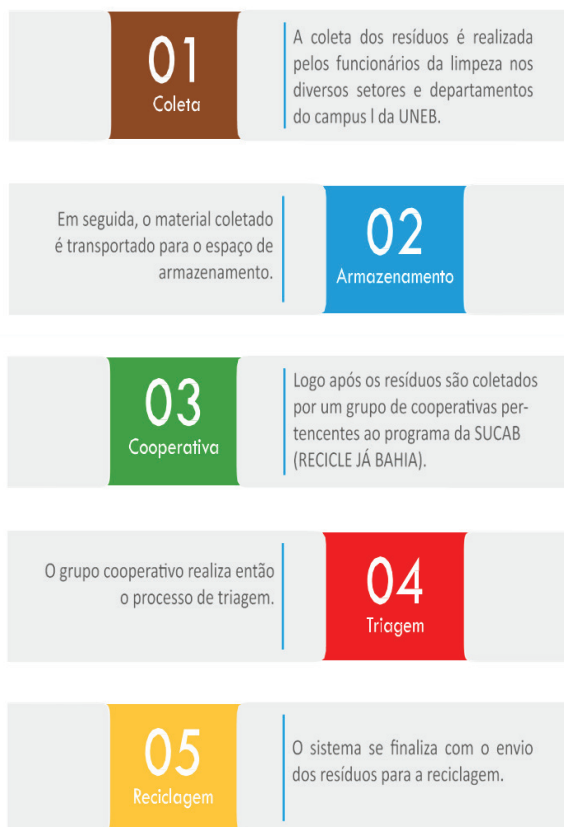 01
Coleta
A coleta dos resíduos é realizada
pelos funcionários da limpeza nos
diversos setores e departamentos
do campus l da UNEB.
Em seguida, o material coletado
é transportado para o espaço de
armazenamento.
02
Armazenamento
03
Cooperativa
Logo após os resíduos são coletados
por um grupo de cooperativas per-
tencentes ao programa da SUCAB
(RECICLE JÁ BAHIA).
O grupo cooperativo realiza então
o processo de triagem.
04
Triagem
05
Reciclagem
O sistema se finaliza com o envio
dos resíduos para a reciclagem.